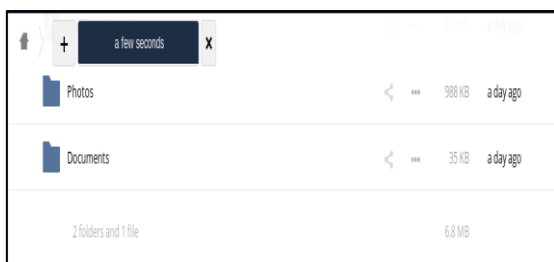 + a few seconds x
Photos 988 KB a day ago
Documents 35 KB a day ago
2 folders and 1 file 6.8 MB